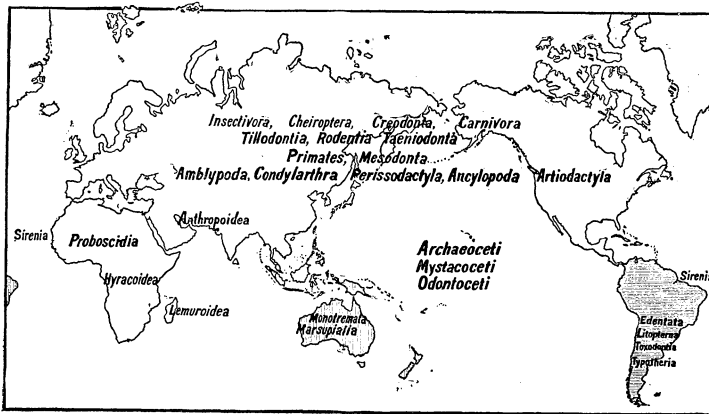 Insectivora, Cheiroptera, Creodonta, Carnivora
Tillodontia, Rodentia Taeniodonta
Primates, Mesodonta
Amblypoda, Condylarthra Perissodactyla, Ancylopoda Artiodactyla
Anthropoidea
Sirenia
Proboscidia
Hyracoidea
Lemuroidea
Archaeoceti
Mystacoceti
Odontoceti
Monotremata
Marsupialia
Sirenia
Edentata
Litopterna
Toxodontia
Typotheria